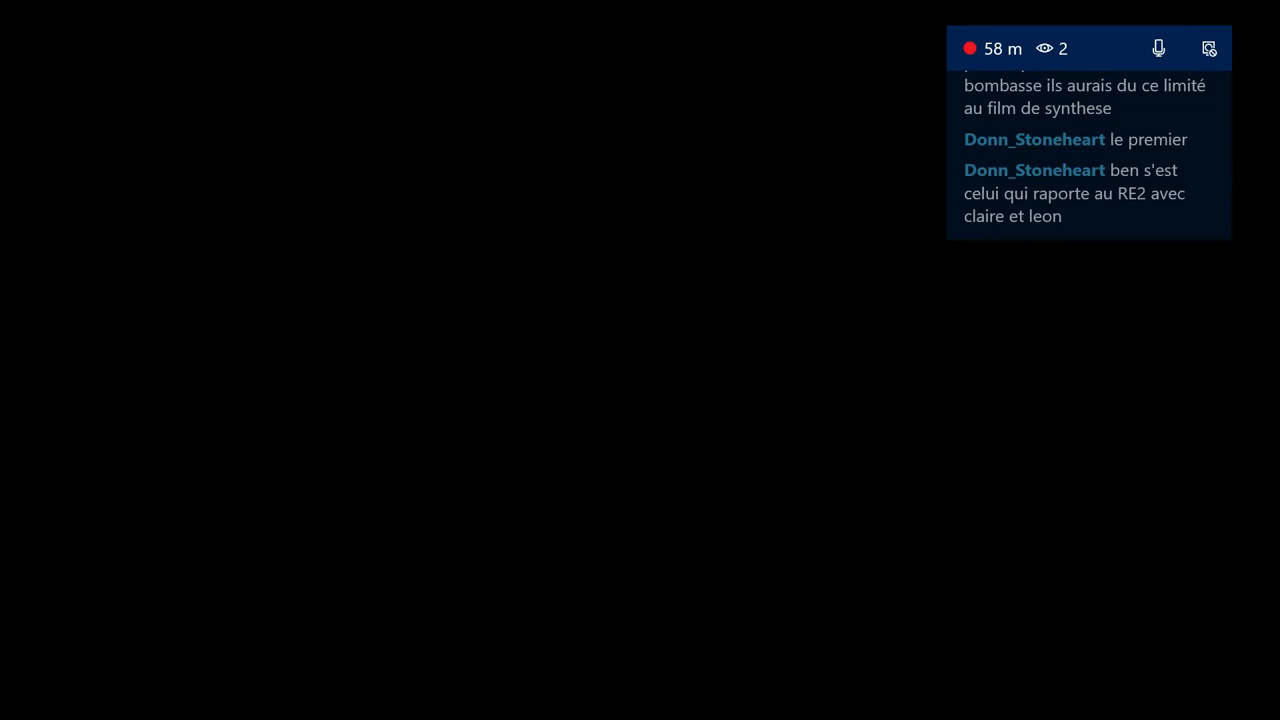 58 m 2
bombasse ils aurais du ce limité
au film de synthese
Donn_Stoneheart le premier
Donn_Stoneheart ben s'est
celui qui raporte au RE2 avec
claire et leon